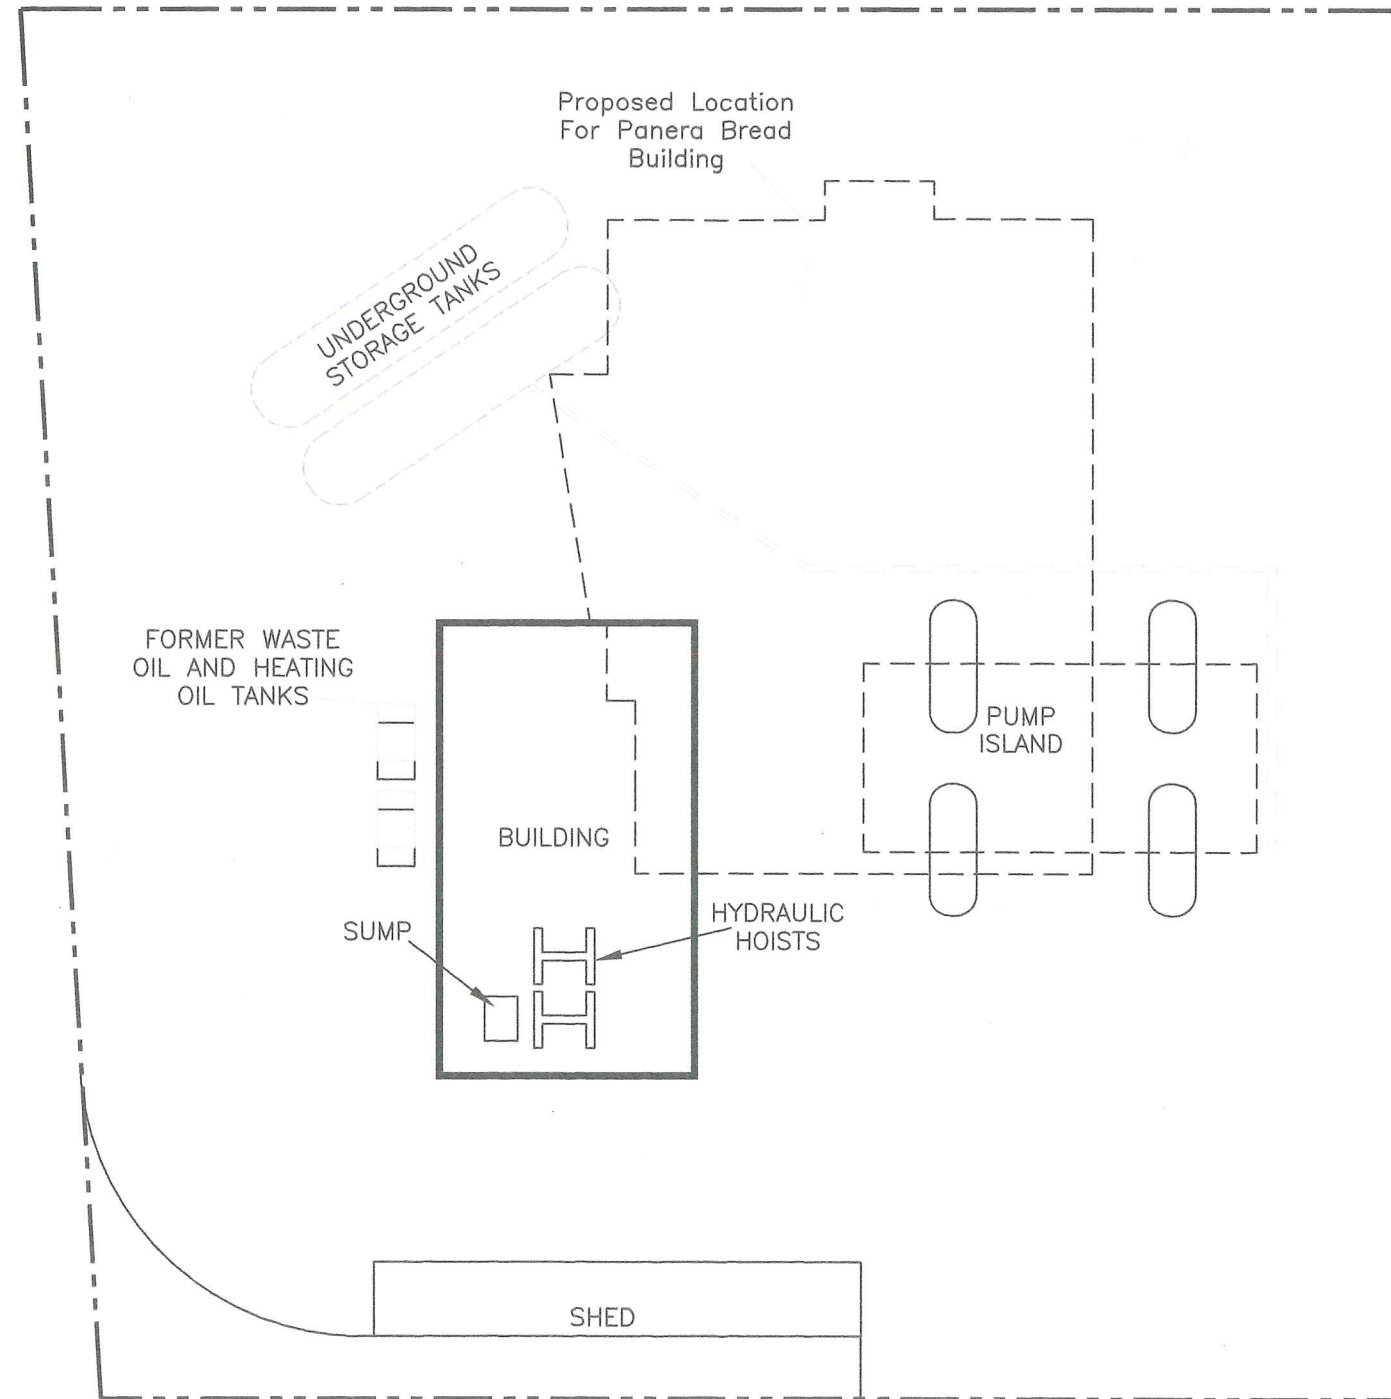 Proposed Location
For Panera Bread
Building
UNDERGROUND
STORAGE TANKS
FORMER WASTE
OIL AND HEATING
OIL TANKS
PUMP
ISLAND
BUILDING
SUMP
HYDRAULIC
HOISTS
SHED